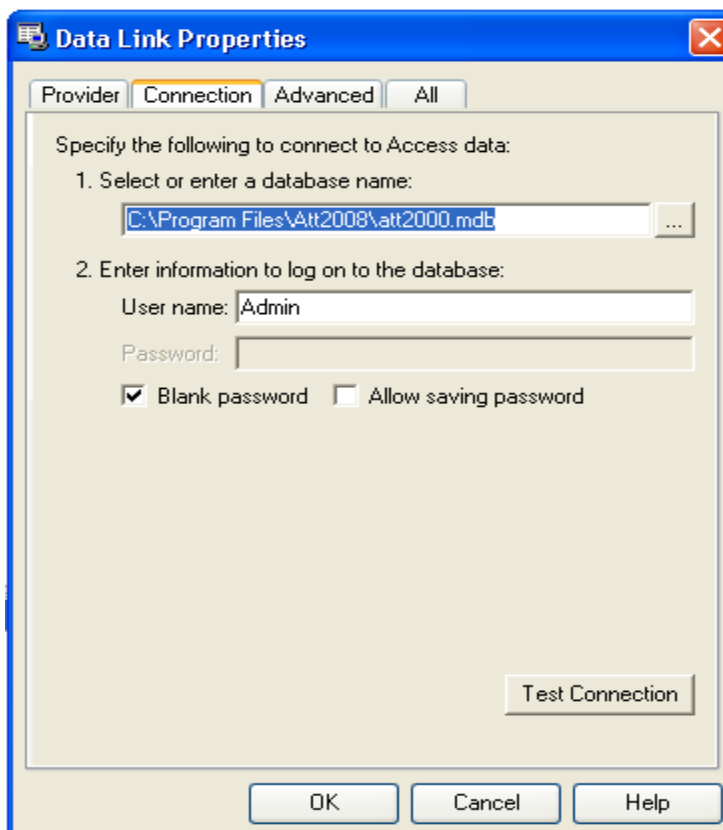 Data Link Properties
Provider Connection Advanced All
Specify the following to connect to Access data:
1. Select or enter a database name:
C:\Program Files\Att2008\att2000.mdb ...
2. Enter information to log on to the database:
User name: Admin
Password:
Blank password Allow saving password
Test Connection
OK Cancel Help